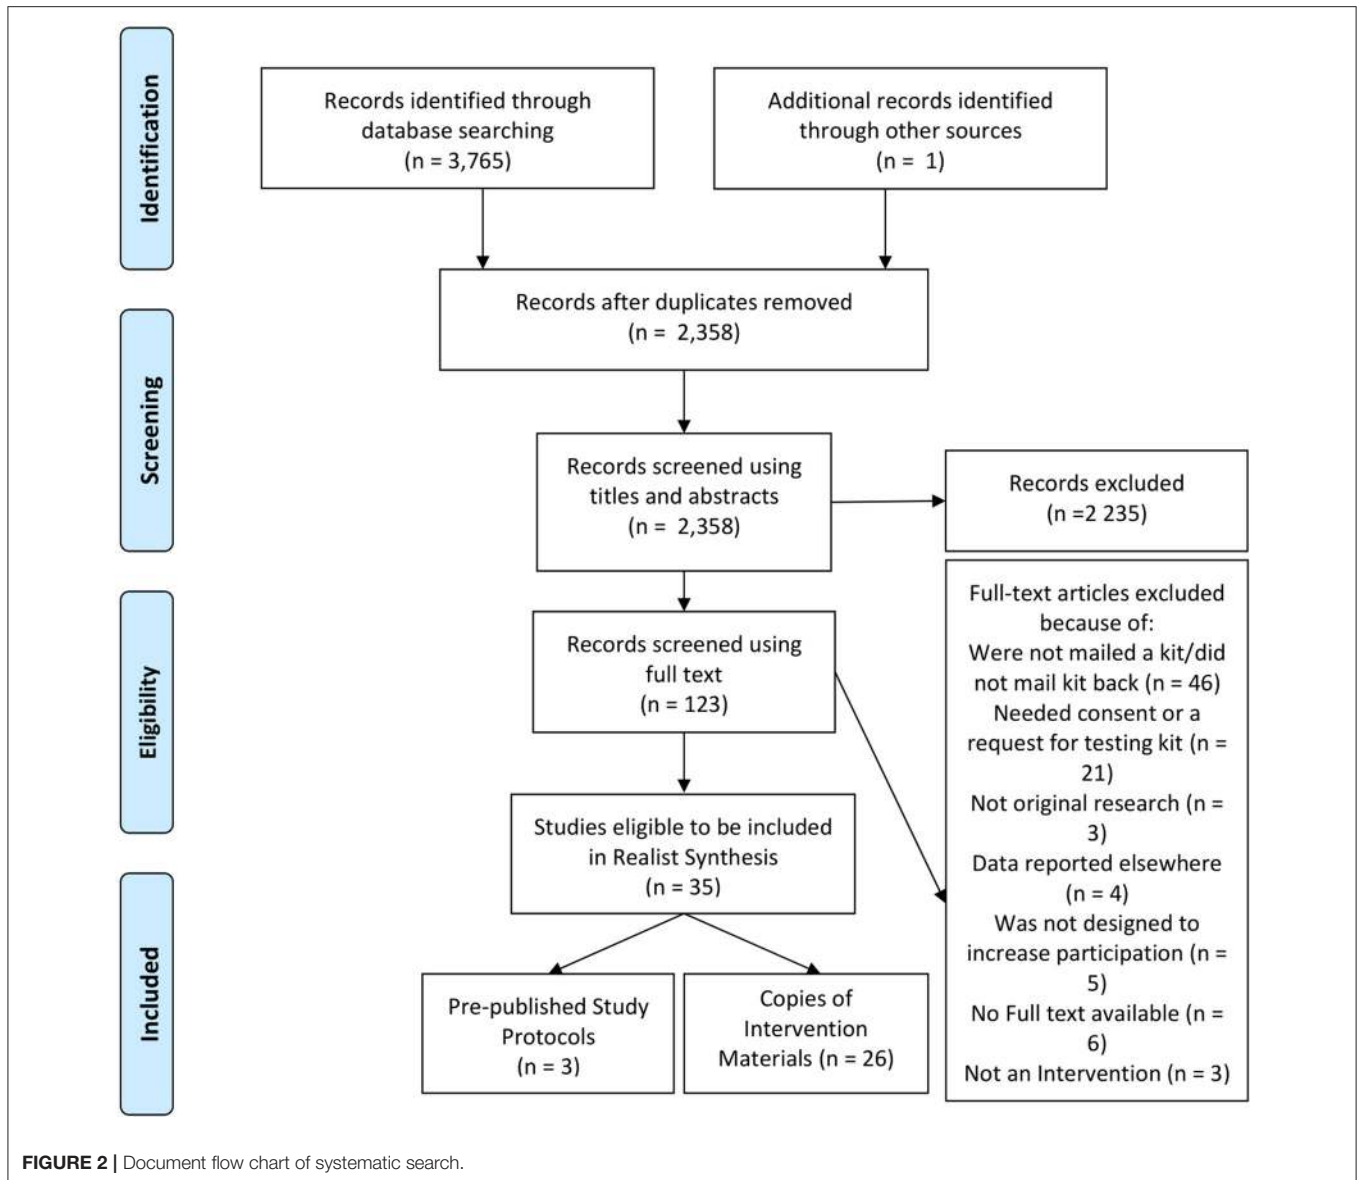 Identification
Records identified through
database searching
(n = 3,765)
Additional records identified
through other sources
(n = 1)
Records after duplicates removed
(n = 2,358)
Screening
Records screened using
titles and abstracts
(n = 2,358)
Records excluded
(n =2 235)
Eligibility
Records screened using
full text
(n = 123)
Full-text articles excluded
because of:
Were not mailed a kit/did
not mail kit back (n = 46)
Needed consent or a
request for testing kit (n =
21)
Not original research (n =
3)
Data reported elsewhere
(n = 4)
Was not designed to
increase participation (n =
5)
No Full text available (n =
6)
Not an Intervention (n = 3)
Studies eligible to be included
in Realist Synthesis
(n = 35)
Included
Pre-published Study
Protocols
(n = 3)
Copies of
Intervention
Materials (n = 26)
FIGURE 2 | Document flow chart of systematic search.